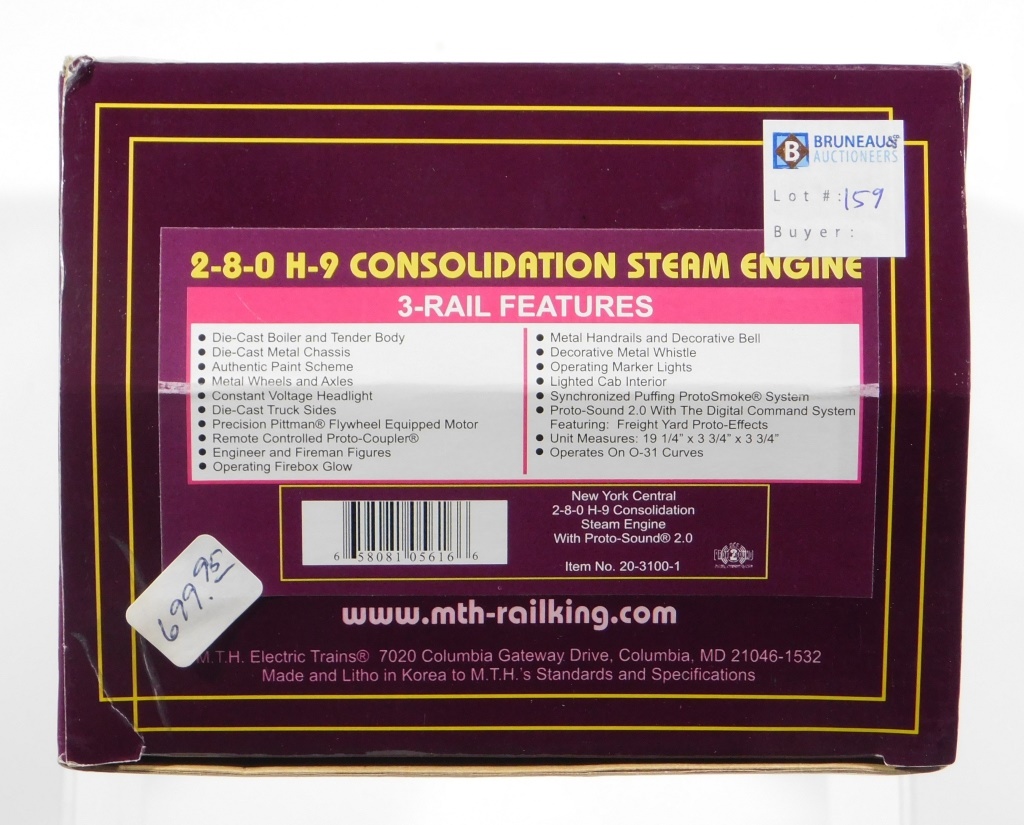 B BRUNEAU&
AUCTIONEERS
Lot #: 159
Buyer:
2-8-0 H-9 CONSOLIDATION STEAM ENGINE
3-RAIL FEATURES
● Die-Cast Boiler and Tender Body
● Die-Cast Metal Chassis
● Authentic Paint Scheme
● Metal Wheels and Axles
● Constant Voltage Headlight
● Die-Cast Truck Sides
● Precision Pittman® Flywheel Equipped Motor
● Remote Controlled Proto-Coupler®
● Engineer and Fireman Figures
● Operating Firebox Glow
● Metal Handrails and Decorative Bell
● Decorative Metal Whistle
● Operating Marker Lights
● Lighted Cab Interior
● Synchronized Puffing ProtoSmoke® System
● Proto-Sound 2.0 With The Digital Command System
Featuring: Freight Yard Proto-Effects
● Unit Measures: 19 1/4" x 3 3/4" x 3 3/4"
● Operates On O-31 Curves
6 58081 05616 6
New York Central
2-8-0 H-9 Consolidation
Steam Engine
With Proto-Sound® 2.0
Item No. 20-3100-1
699.95
www.mth-railking.com
M.T.H. Electric Trains® 7020 Columbia Gateway Drive, Columbia, MD 21046-1532
Made and Litho in Korea to M.T.H.'s Standards and Specifications